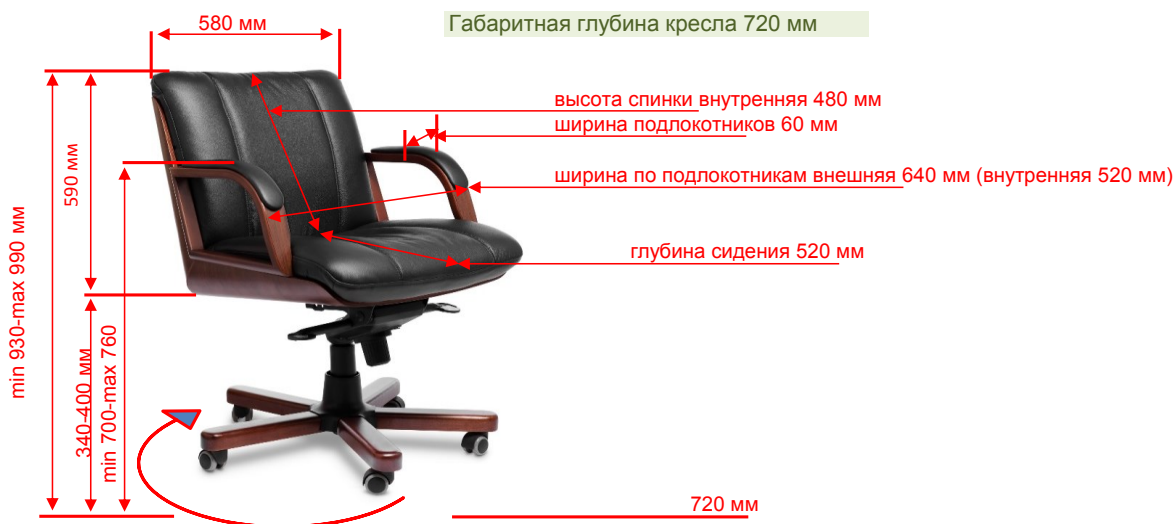 580 мм
Габаритная глубина кресла 720 мм
высота спинки внутренняя 480 мм
ширина подлокотников 60 мм
590 мм
ширина по подлокотникам внешняя 640 мм (внутренняя 520 мм)
глубина сидения 520 мм
min 930-max 990 мм
340-400 мм
min 700-max 760
720 мм